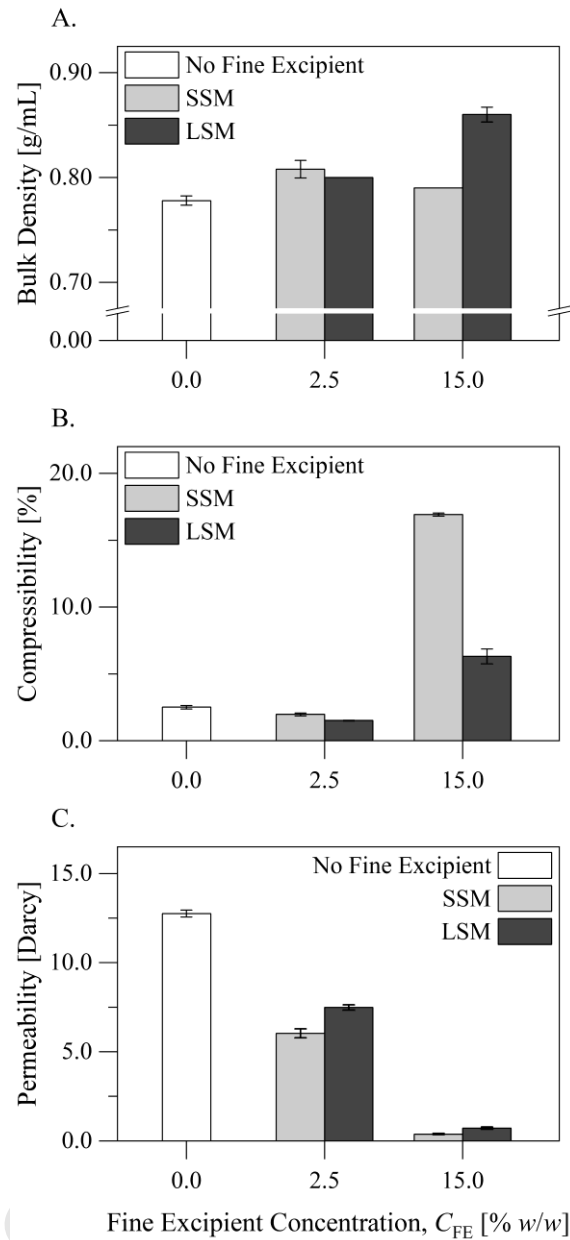 A.
Bulk Density [g/mL]
0.90
0.80
0.70
0.00
No Fine Excipient
SSM
LSM
0.0 2.5 15.0
B.
Compressibility [%]
20.0
10.0
0.0
No Fine Excipient
SSM
LSM
0.0 2.5 15.0
C.
Permeability [Darcy]
15.0
10.0
5.0
0.0
No Fine Excipient
SSM
LSM
0.0 2.5 15.0
Fine Excipient Concentration, C_FE [% w/w]